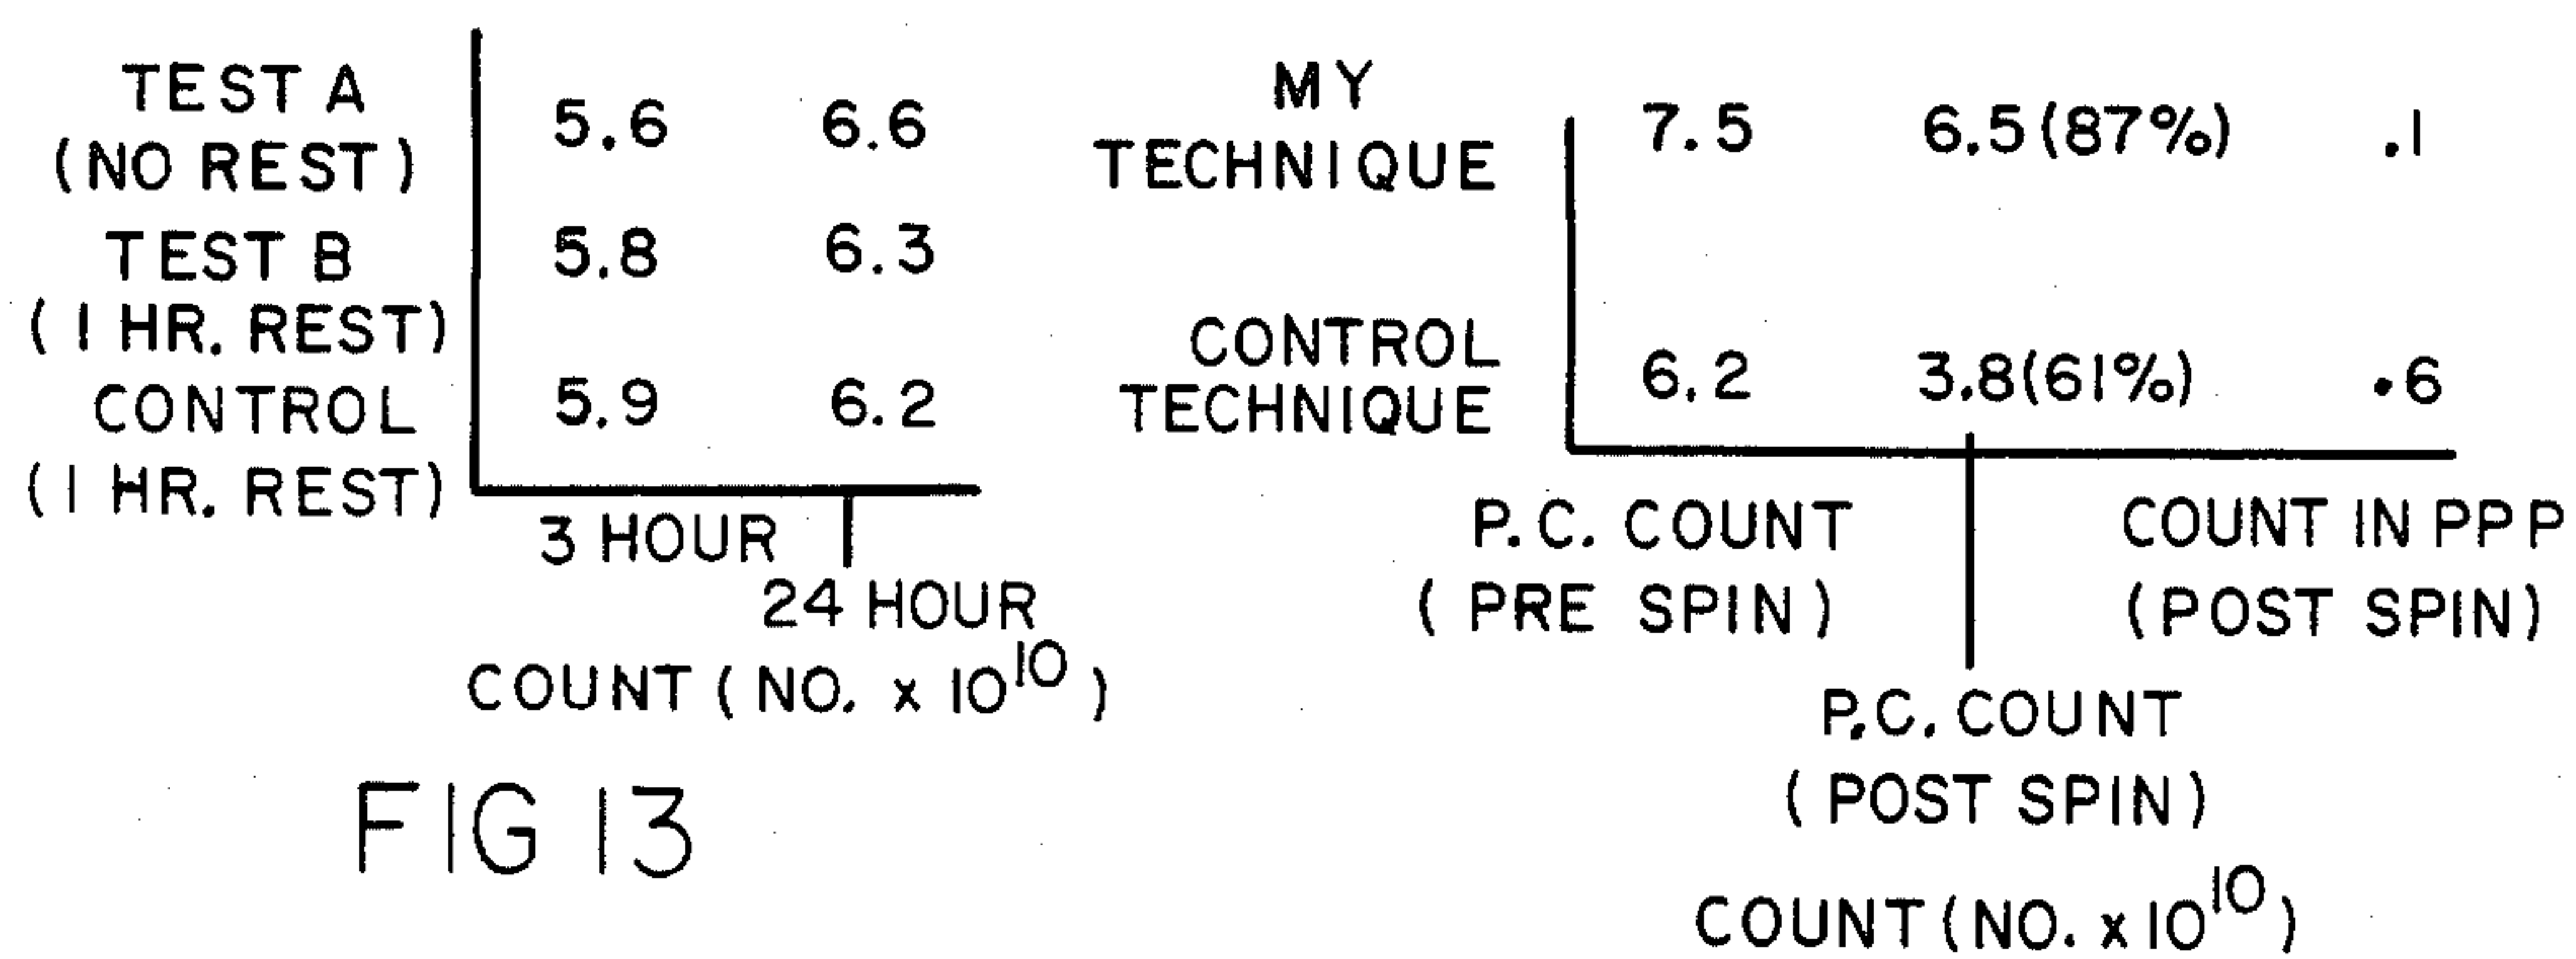 TEST A
(NO REST)
5.6 6.6
TEST B
(1 HR. REST)
5.8 6.3
CONTROL
(1 HR. REST)
5.9 6.2
3 HOUR
24 HOUR
COUNT (NO. x 10^10)
FIG 13
MY
TECHNIQUE
7.5 6.5(87%) .1
CONTROL
TECHNIQUE
6.2 3.8(61%) .6
P.C. COUNT
(PRE SPIN)
COUNT IN PPP
(POST SPIN)
P.C. COUNT
(POST SPIN)
COUNT (NO. x 10^10)